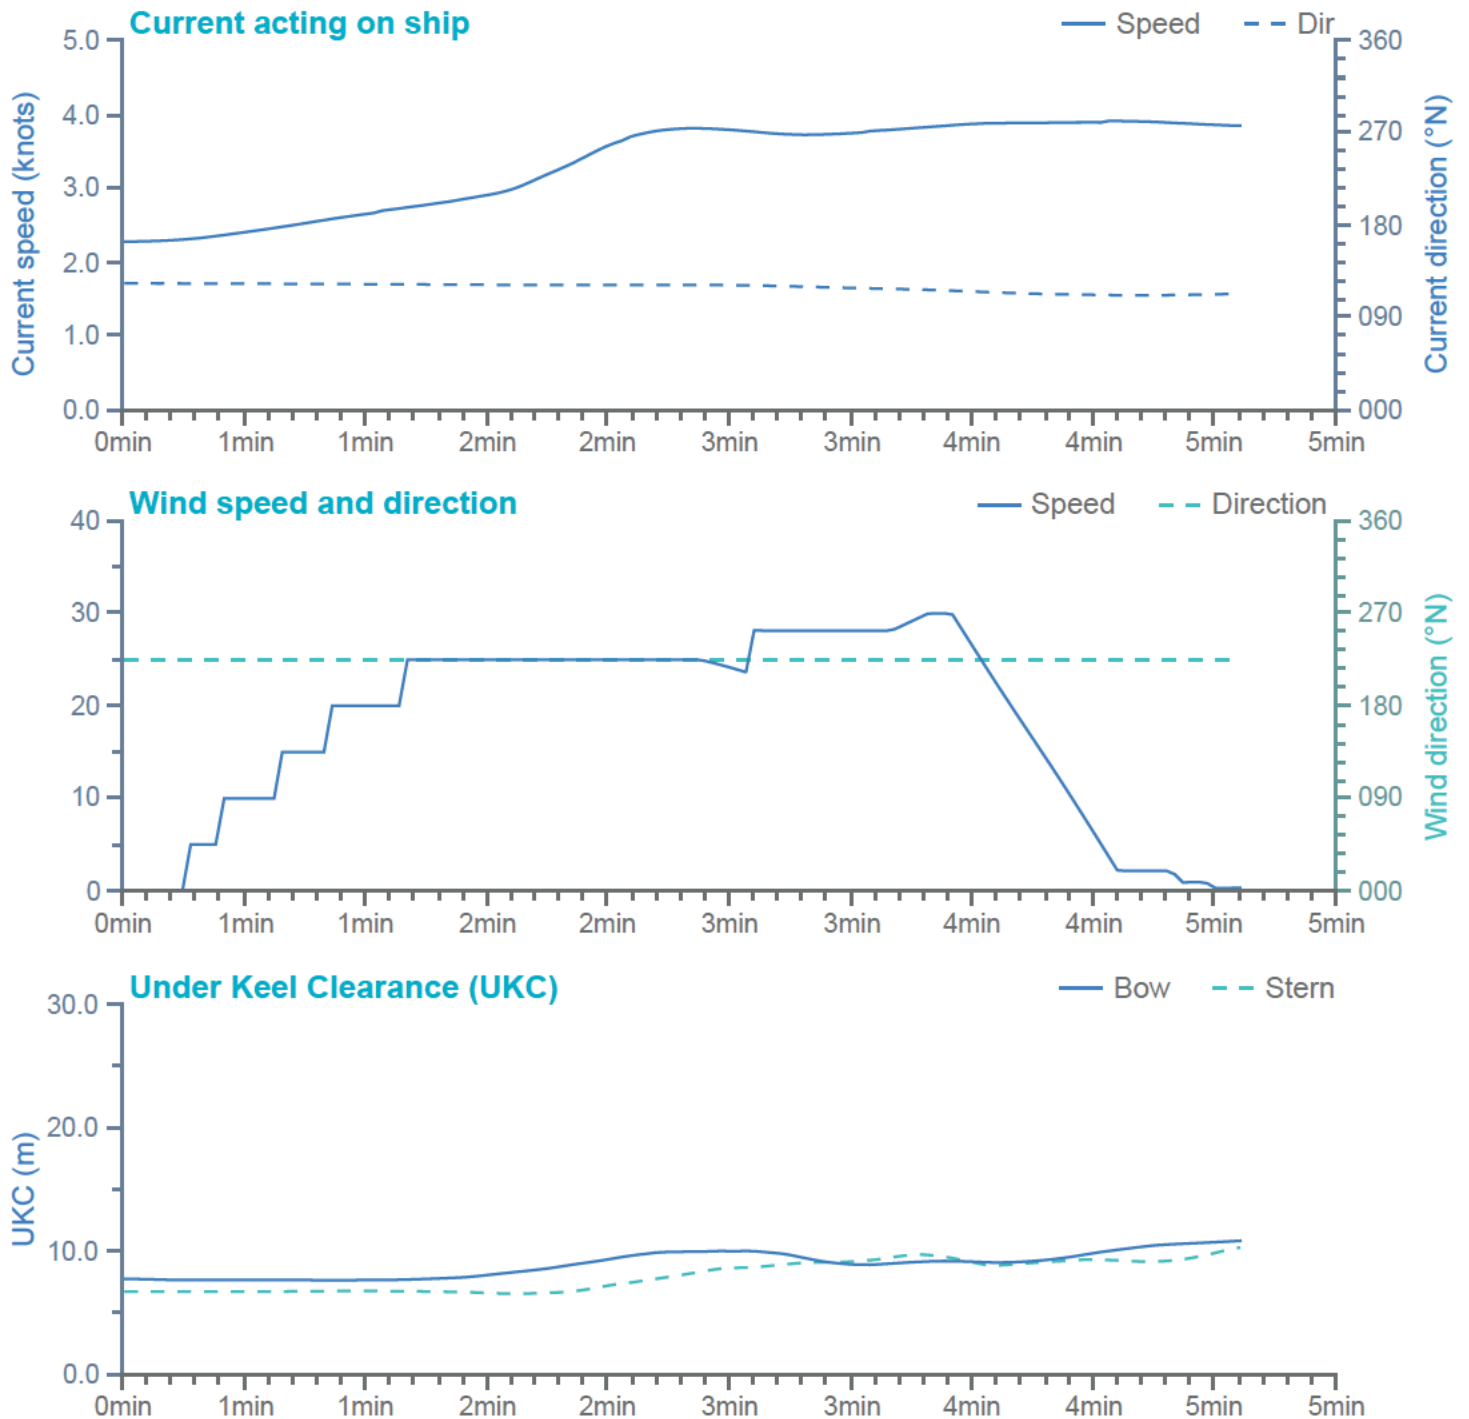 Current acting on ship
Speed Dir
5.0
4.0
3.0
2.0
1.0
0.0
Current speed (knots)
360
270
180
090
000
Current direction (°N)
0min 1min 1min 2min 2min 3min 3min 4min 4min 5min 5min
Wind speed and direction
Speed Direction
40
30
20
10
0
360
270
180
090
000
Wind direction (°N)
0min 1min 1min 2min 2min 3min 3min 4min 4min 5min 5min
Under Keel Clearance (UKC)
Bow Stern
30.0
20.0
10.0
0.0
UKC (m)
0min 1min 1min 2min 2min 3min 3min 4min 4min 5min 5min